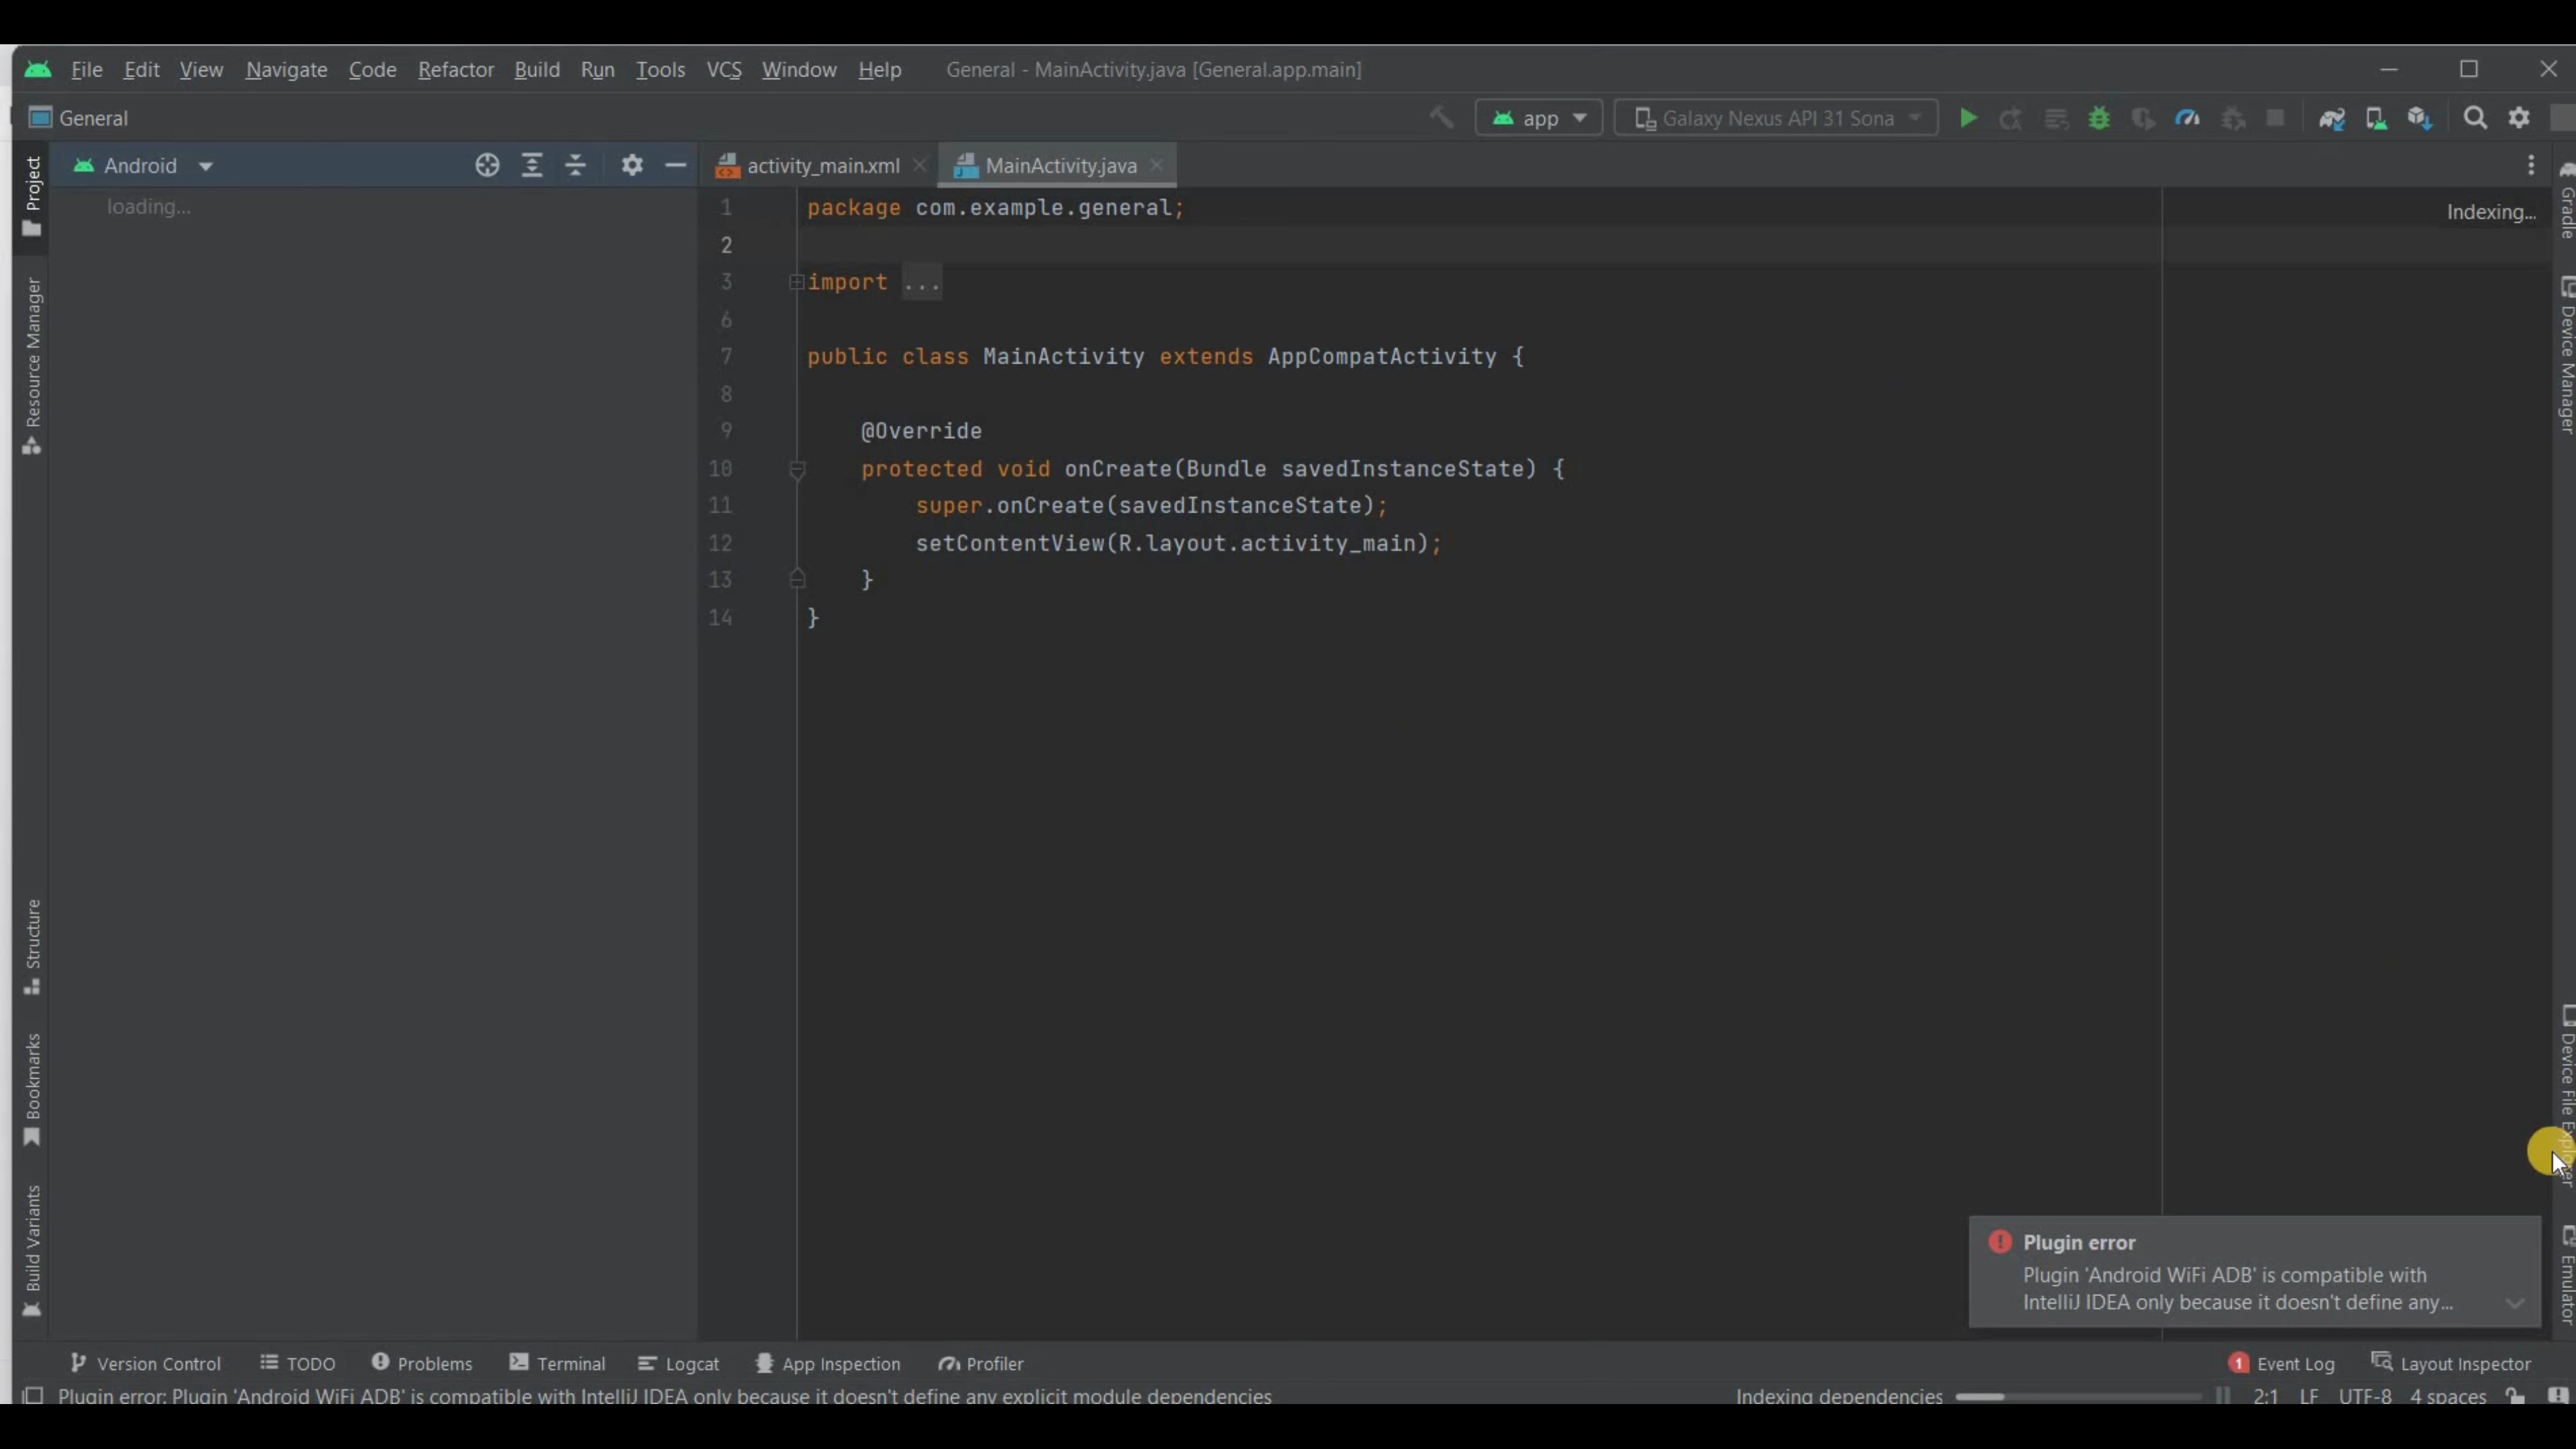 File Edit View Navigate Code Refactor Build Run Tools VCS Window Help General - MainActivity.java [General.app.main]
General
app
Galaxy Nexus API 31 Sona
Project
Android
activity_main.xml
MainActivity.java
loading...
Indexing...
1 package com.example.general;
2
3 import ...
6
7 public class MainActivity extends AppCompatActivity {
8
9 @Override
10 protected void onCreate(Bundle savedInstanceState) {
11 super.onCreate(savedInstanceState);
12 setContentView(R.layout.activity_main);
13 }
14 }
Resource Manager
Structure
Bookmarks
Build Variants
Gradle
Device Manager
Device File Explorer
Emulator
Plugin error
Plugin 'Android WiFi ADB' is compatible with
IntelliJ IDEA only because it doesn't define any...
Version Control TODO Problems Terminal Logcat App Inspection Profiler
1 Event Log Layout Inspector
Plugin error: Plugin 'Android WiFi ADB' is compatible with IntelliJ IDEA only because it doesn't define any explicit module dependencies
Indexing dependencies 2:1 LF UTF-8 4 spaces